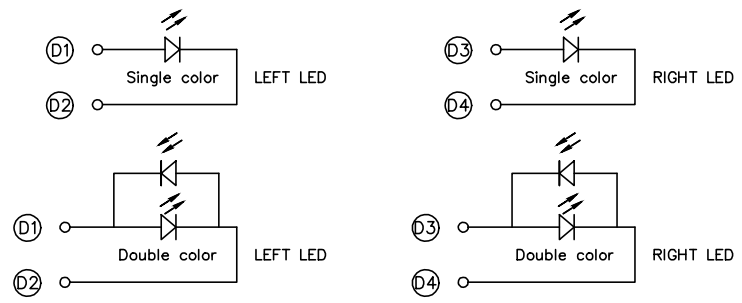 D1
Single color
LEFT LED
D2
D3
Single color
RIGHT LED
D4
D1
Double color
LEFT LED
D2
D3
Double color
RIGHT LED
D4